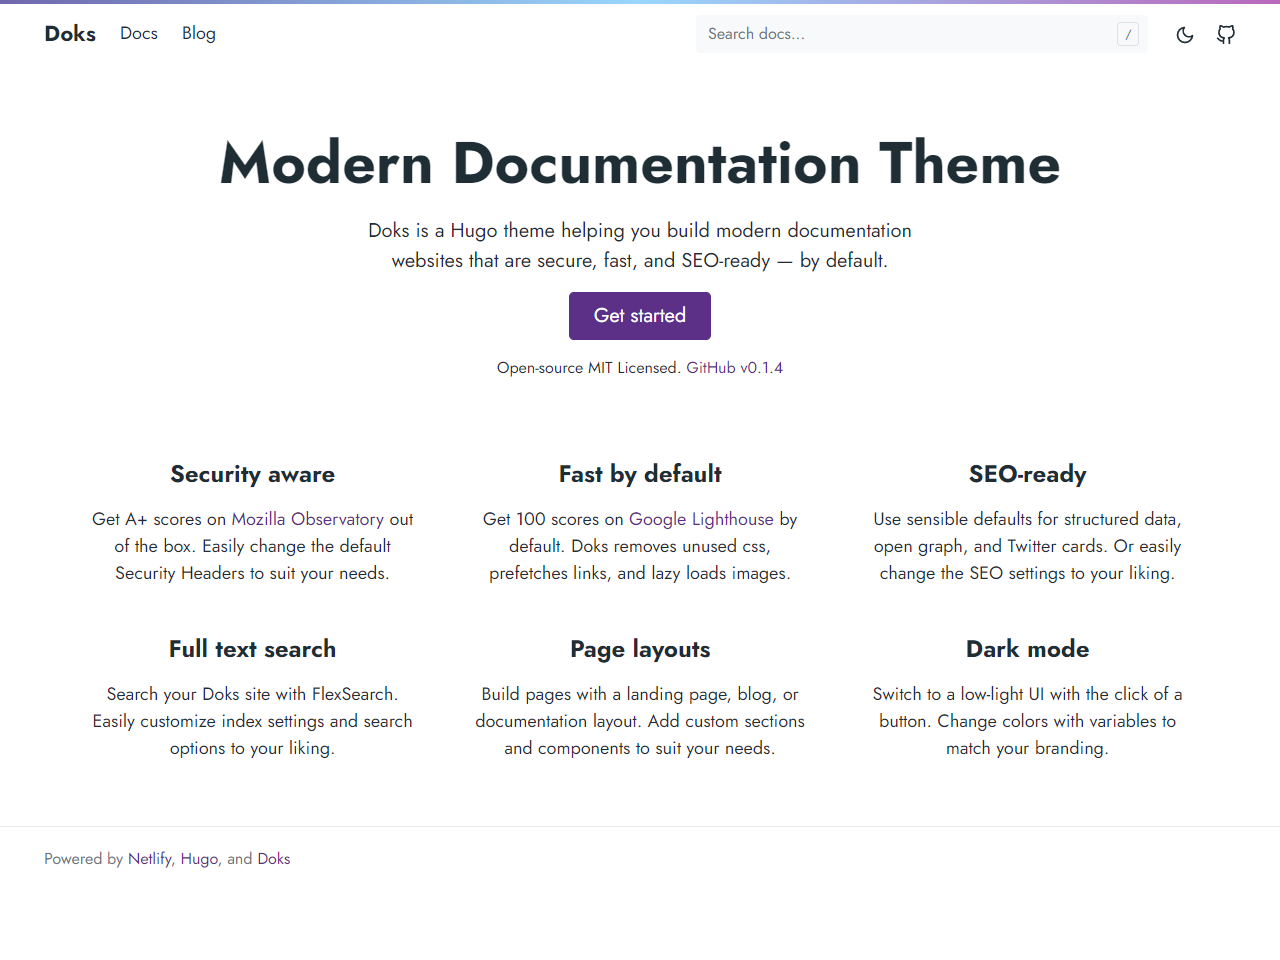 Doks Docs Blog Search docs... /
Modern Documentation Theme
Doks is a Hugo theme helping you build modern documentation
websites that are secure, fast, and SEO-ready — by default.
Get started
Open-source MIT Licensed. GitHub v0.1.4
Security aware
Get A+ scores on Mozilla Observatory out
of the box. Easily change the default
Security Headers to suit your needs.
Fast by default
Get 100 scores on Google Lighthouse by
default. Doks removes unused css,
prefetches links, and lazy loads images.
SEO-ready
Use sensible defaults for structured data,
open graph, and Twitter cards. Or easily
change the SEO settings to your liking.
Full text search
Search your Doks site with FlexSearch.
Easily customize index settings and search
options to your liking.
Page layouts
Build pages with a landing page, blog, or
documentation layout. Add custom sections
and components to suit your needs.
Dark mode
Switch to a low-light UI with the click of a
button. Change colors with variables to
match your branding.
Powered by Netlify, Hugo, and Doks